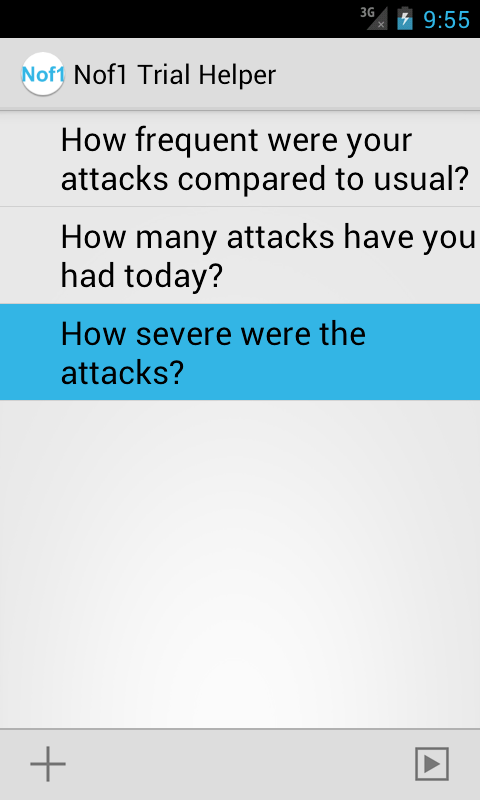 3G 9:55
Nof1 Nof1 Trial Helper
How frequent were your
attacks compared to usual?
How many attacks have you
had today?
How severe were the
attacks?